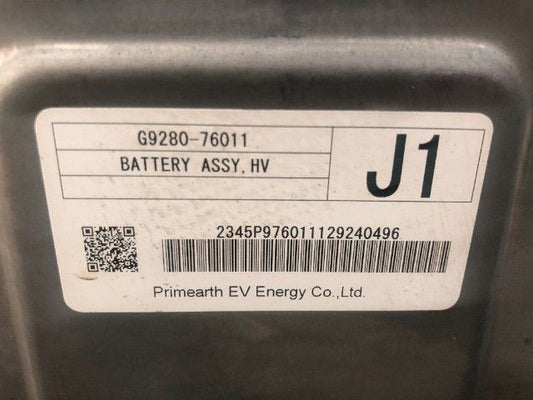 G9280-76011
BATTERY ASSY, HV
J1
2345P976011129240496
Primearth EV Energy Co.,Ltd.